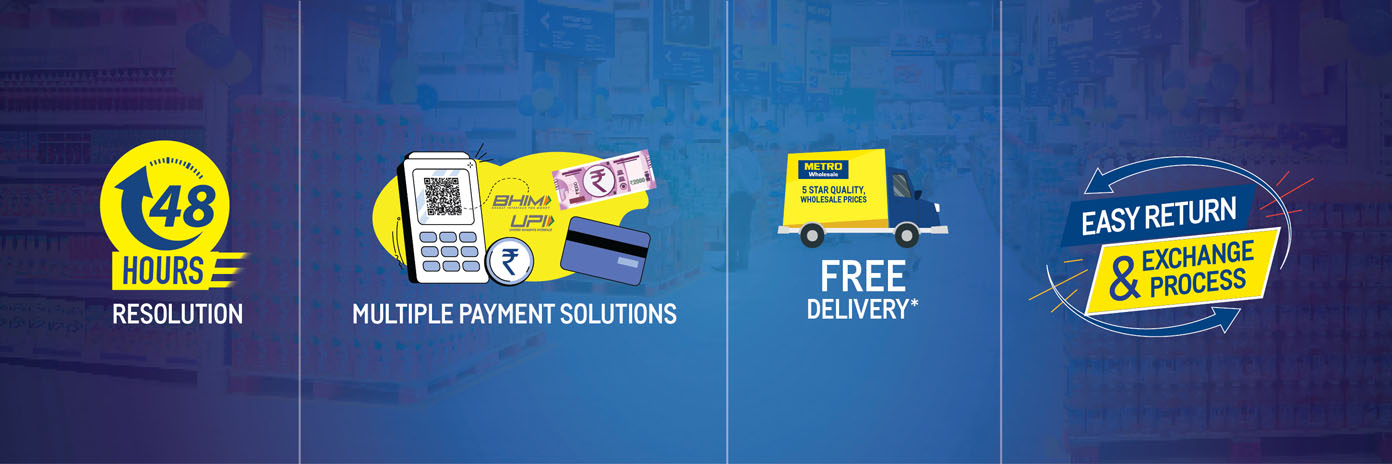 48
HOURS
RESOLUTION
BHIM
UPI
₹
₹
MULTIPLE PAYMENT SOLUTIONS
METRO
Wholesale
5 STAR QUALITY,
WHOLESALE PRICES
FREE
DELIVERY*
EASY RETURN
& EXCHANGE
PROCESS